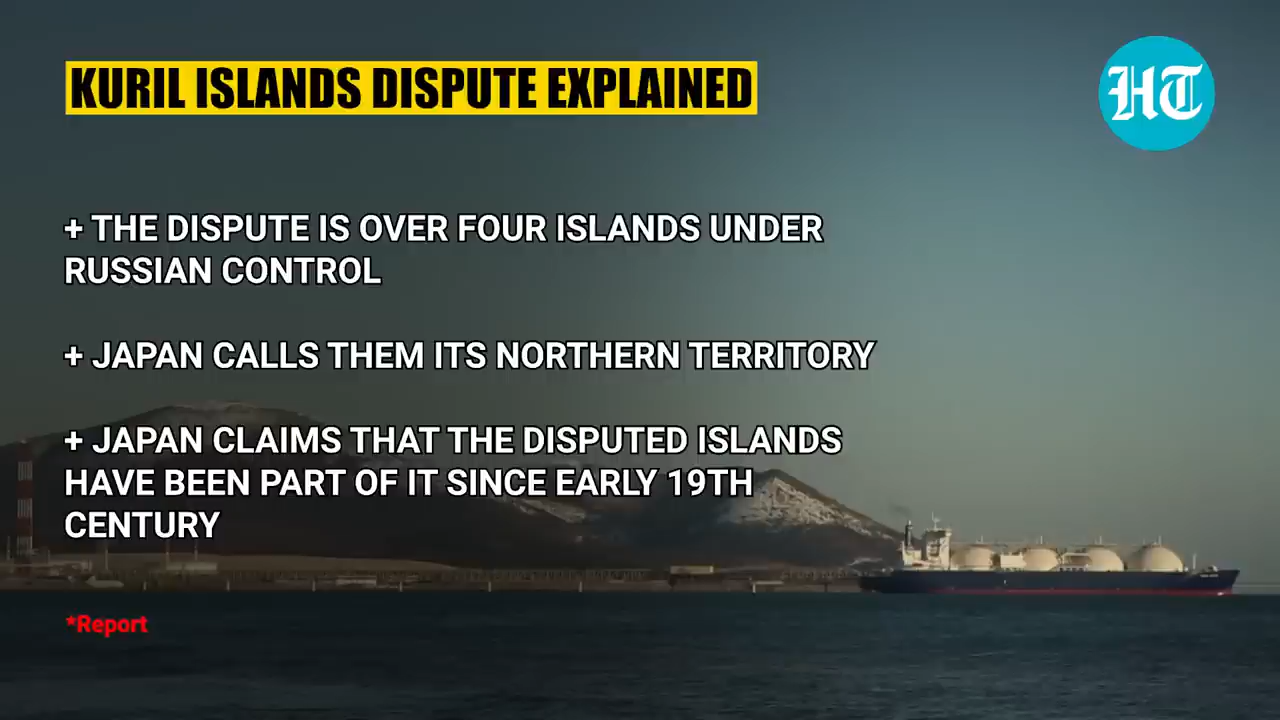 KURIL ISLANDS DISPUTE EXPLAINED
HT
+ THE DISPUTE IS OVER FOUR ISLANDS UNDER
RUSSIAN CONTROL
+ JAPAN CALLS THEM ITS NORTHERN TERRITORY
+ JAPAN CLAIMS THAT THE DISPUTED ISLANDS
HAVE BEEN PART OF IT SINCE EARLY 19TH
CENTURY
*Report